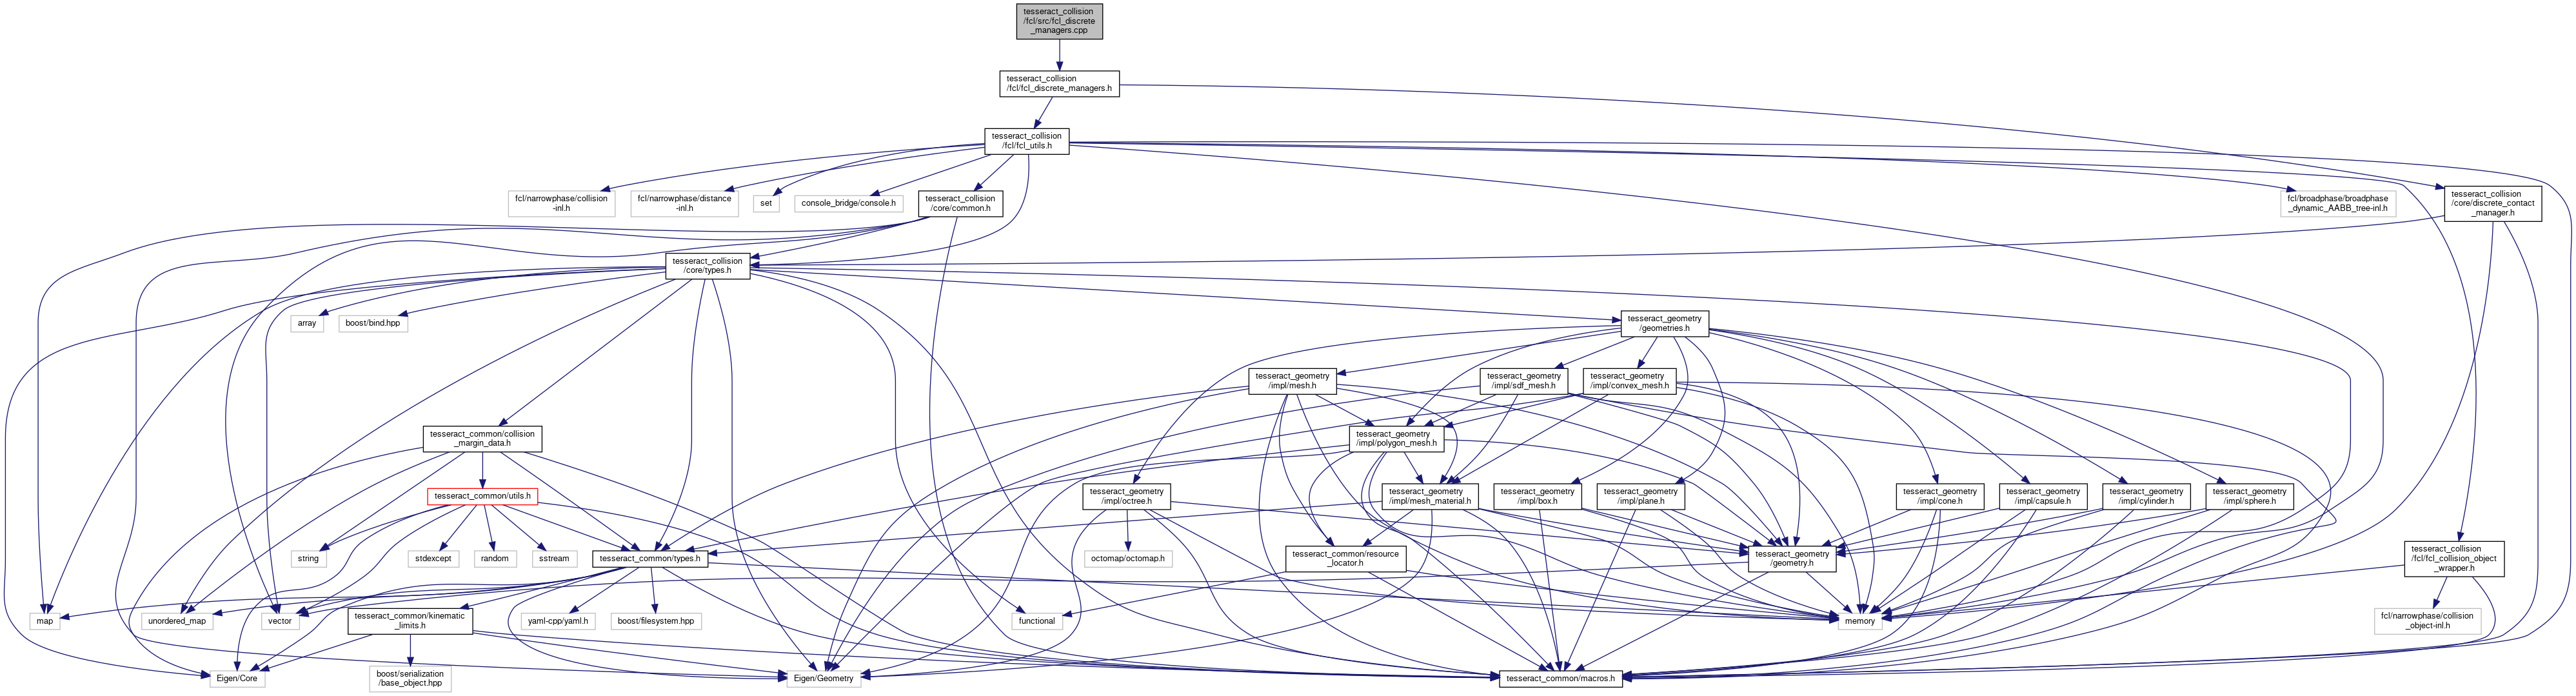 tesseract_collision
/fcl/src/fcl_discrete
_managers.cpp
tesseract_collision
/fcl/fcl_discrete_managers.h
tesseract_collision
/fcl/fcl_utils.h
fcl/narrowphase/collision
-inl.h
fcl/narrowphase/distance
-inl.h
set
console_bridge/console.h
tesseract_collision
/core/common.h
fcl/broadphase/broadphase
_dynamic_AABB_tree-inl.h
tesseract_collision
/core/discrete_contact
_manager.h
tesseract_collision
/core/types.h
array
boost/bind.hpp
tesseract_geometry
/geometries.h
tesseract_geometry
/impl/mesh.h
tesseract_geometry
/impl/sdf_mesh.h
tesseract_geometry
/impl/convex_mesh.h
tesseract_common/collision
_margin_data.h
tesseract_geometry
/impl/polygon_mesh.h
tesseract_common/utils.h
tesseract_geometry
/impl/octree.h
tesseract_geometry
/impl/mesh_material.h
tesseract_geometry
/impl/box.h
tesseract_geometry
/impl/plane.h
tesseract_geometry
/impl/cone.h
tesseract_geometry
/impl/capsule.h
tesseract_geometry
/impl/cylinder.h
tesseract_geometry
/impl/sphere.h
string
stdexcept
random
sstream
tesseract_common/types.h
octomap/octomap.h
tesseract_common/resource
_locator.h
tesseract_geometry
/geometry.h
tesseract_collision
/fcl/fcl_collision_object
_wrapper.h
map
unordered_map
vector
tesseract_common/kinematic
_limits.h
yaml-cpp/yaml.h
boost/filesystem.hpp
functional
memory
fcl/narrowphase/collision
_object-inl.h
Eigen/Core
boost/serialization
/base_object.hpp
Eigen/Geometry
tesseract_common/macros.h